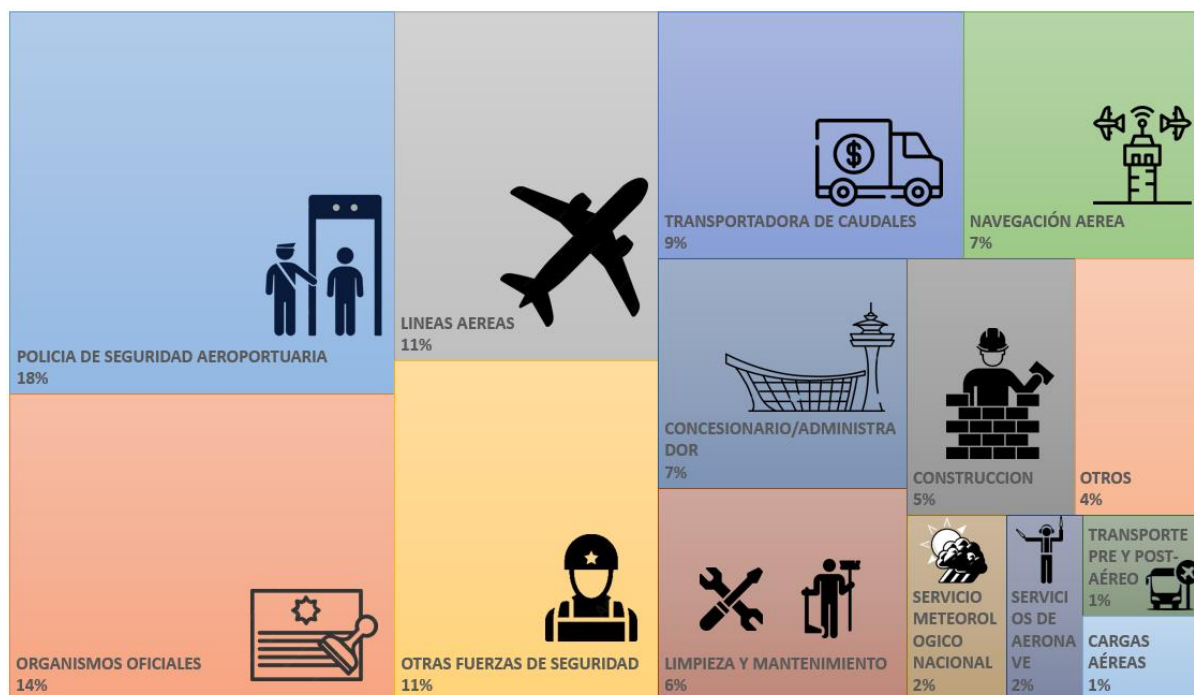 POLICIA DE SEGURIDAD AEROPORTUARIA
18%
ORGANISMOS OFICIALES
14%
LINEAS AEREAS
11%
OTRAS FUERZAS DE SEGURIDAD
11%
$
TRANSPORTADORA DE CAUDALES
9%
NAVEGACIÓN AEREA
7%
CONCESIONARIO/ADMINISTRA
DOR
7%
LIMPIEZA Y MANTENIMIENTO
6%
CONSTRUCCION
5%
OTROS
4%
SERVICIO
METEOROL
OGICO
NACIONAL
2%
SERVICI
OS DE
AERONA
VE
2%
TRANSPORTE
PRE Y POST-
AÉREO
1%
CARGAS
AÉREAS
1%